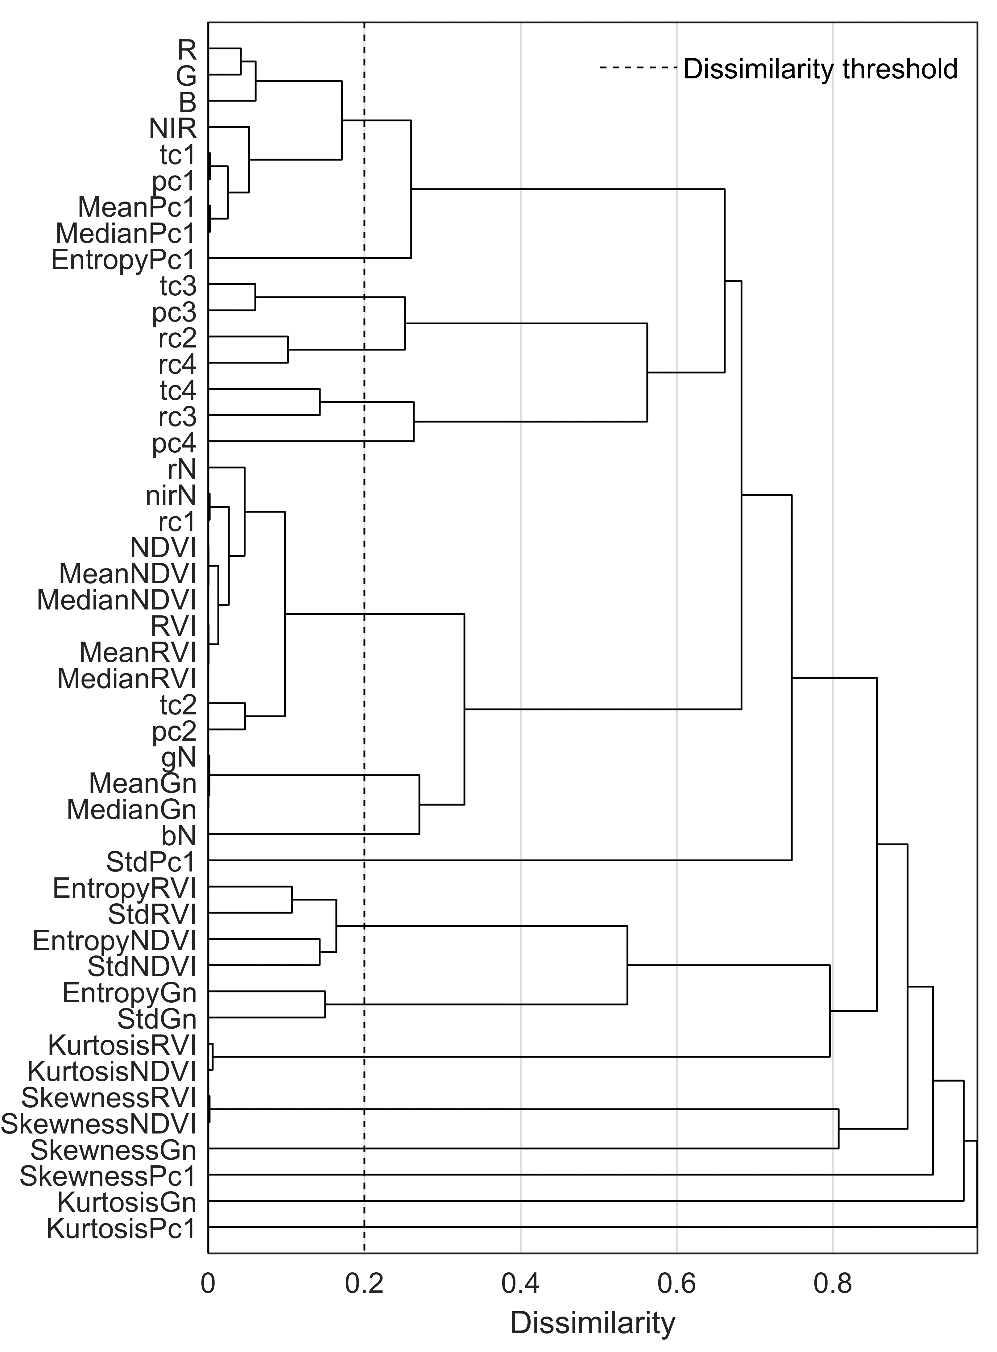 R
G
B
NIR
tc1
pc1
MeanPc1
MedianPc1
EntropyPc1
tc3
pc3
rc2
rc4
tc4
rc3
pc4
rN
nirN
rc1
NDVI
MeanNDVI
MedianNDVI
RVI
MeanRVI
MedianRVI
tc2
pc2
gN
MeanGn
MedianGn
bN
StdPc1
EntropyRVI
StdRVI
EntropyNDVI
StdNDVI
EntropyGn
StdGn
KurtosisRVI
KurtosisNDVI
SkewnessRVI
SkewnessNDVI
SkewnessGn
SkewnessPc1
KurtosisGn
KurtosisPc1
Dissimilarity threshold
0 0.2 0.4 0.6 0.8
Dissimilarity